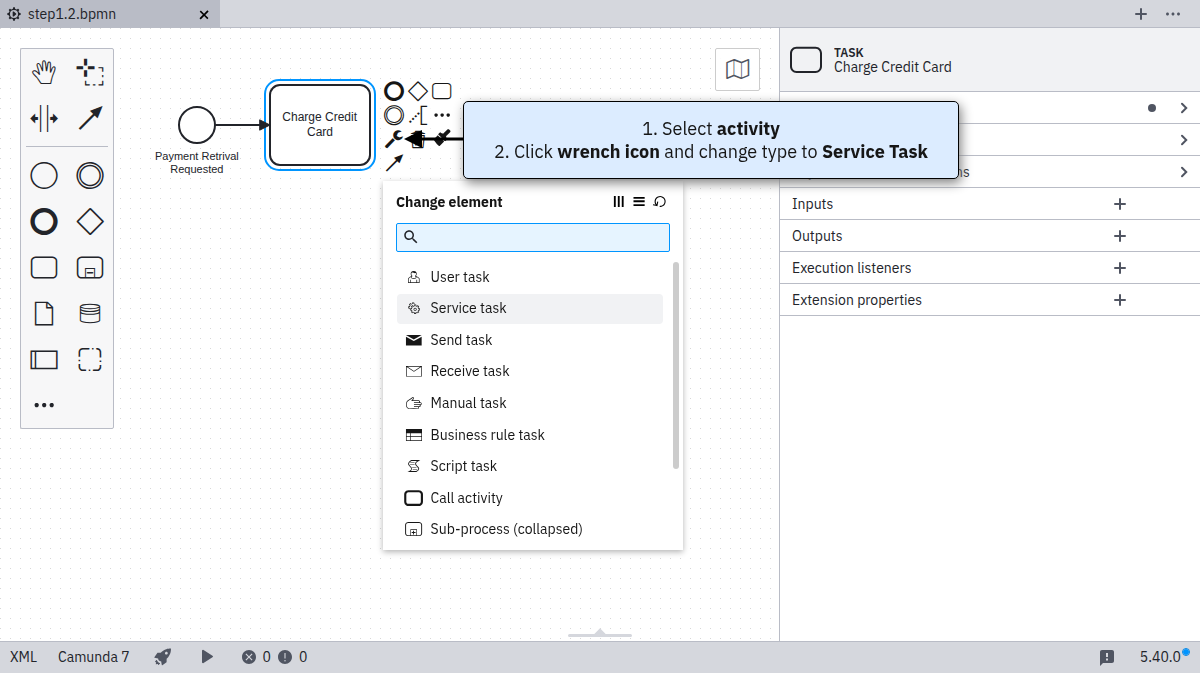 step1.2.bpmn
TASK
Charge Credit Card
Charge Credit
Card
Payment Retrival
Requested
1. Select activity
2. Click wrench icon and change type to Service Task
Change element
User task
Service task
Send task
Receive task
Manual task
Business rule task
Script task
Call activity
Sub-process (collapsed)
Inputs
Outputs
Execution listeners
Extension properties
XML
Camunda 7
0
0
5.40.0